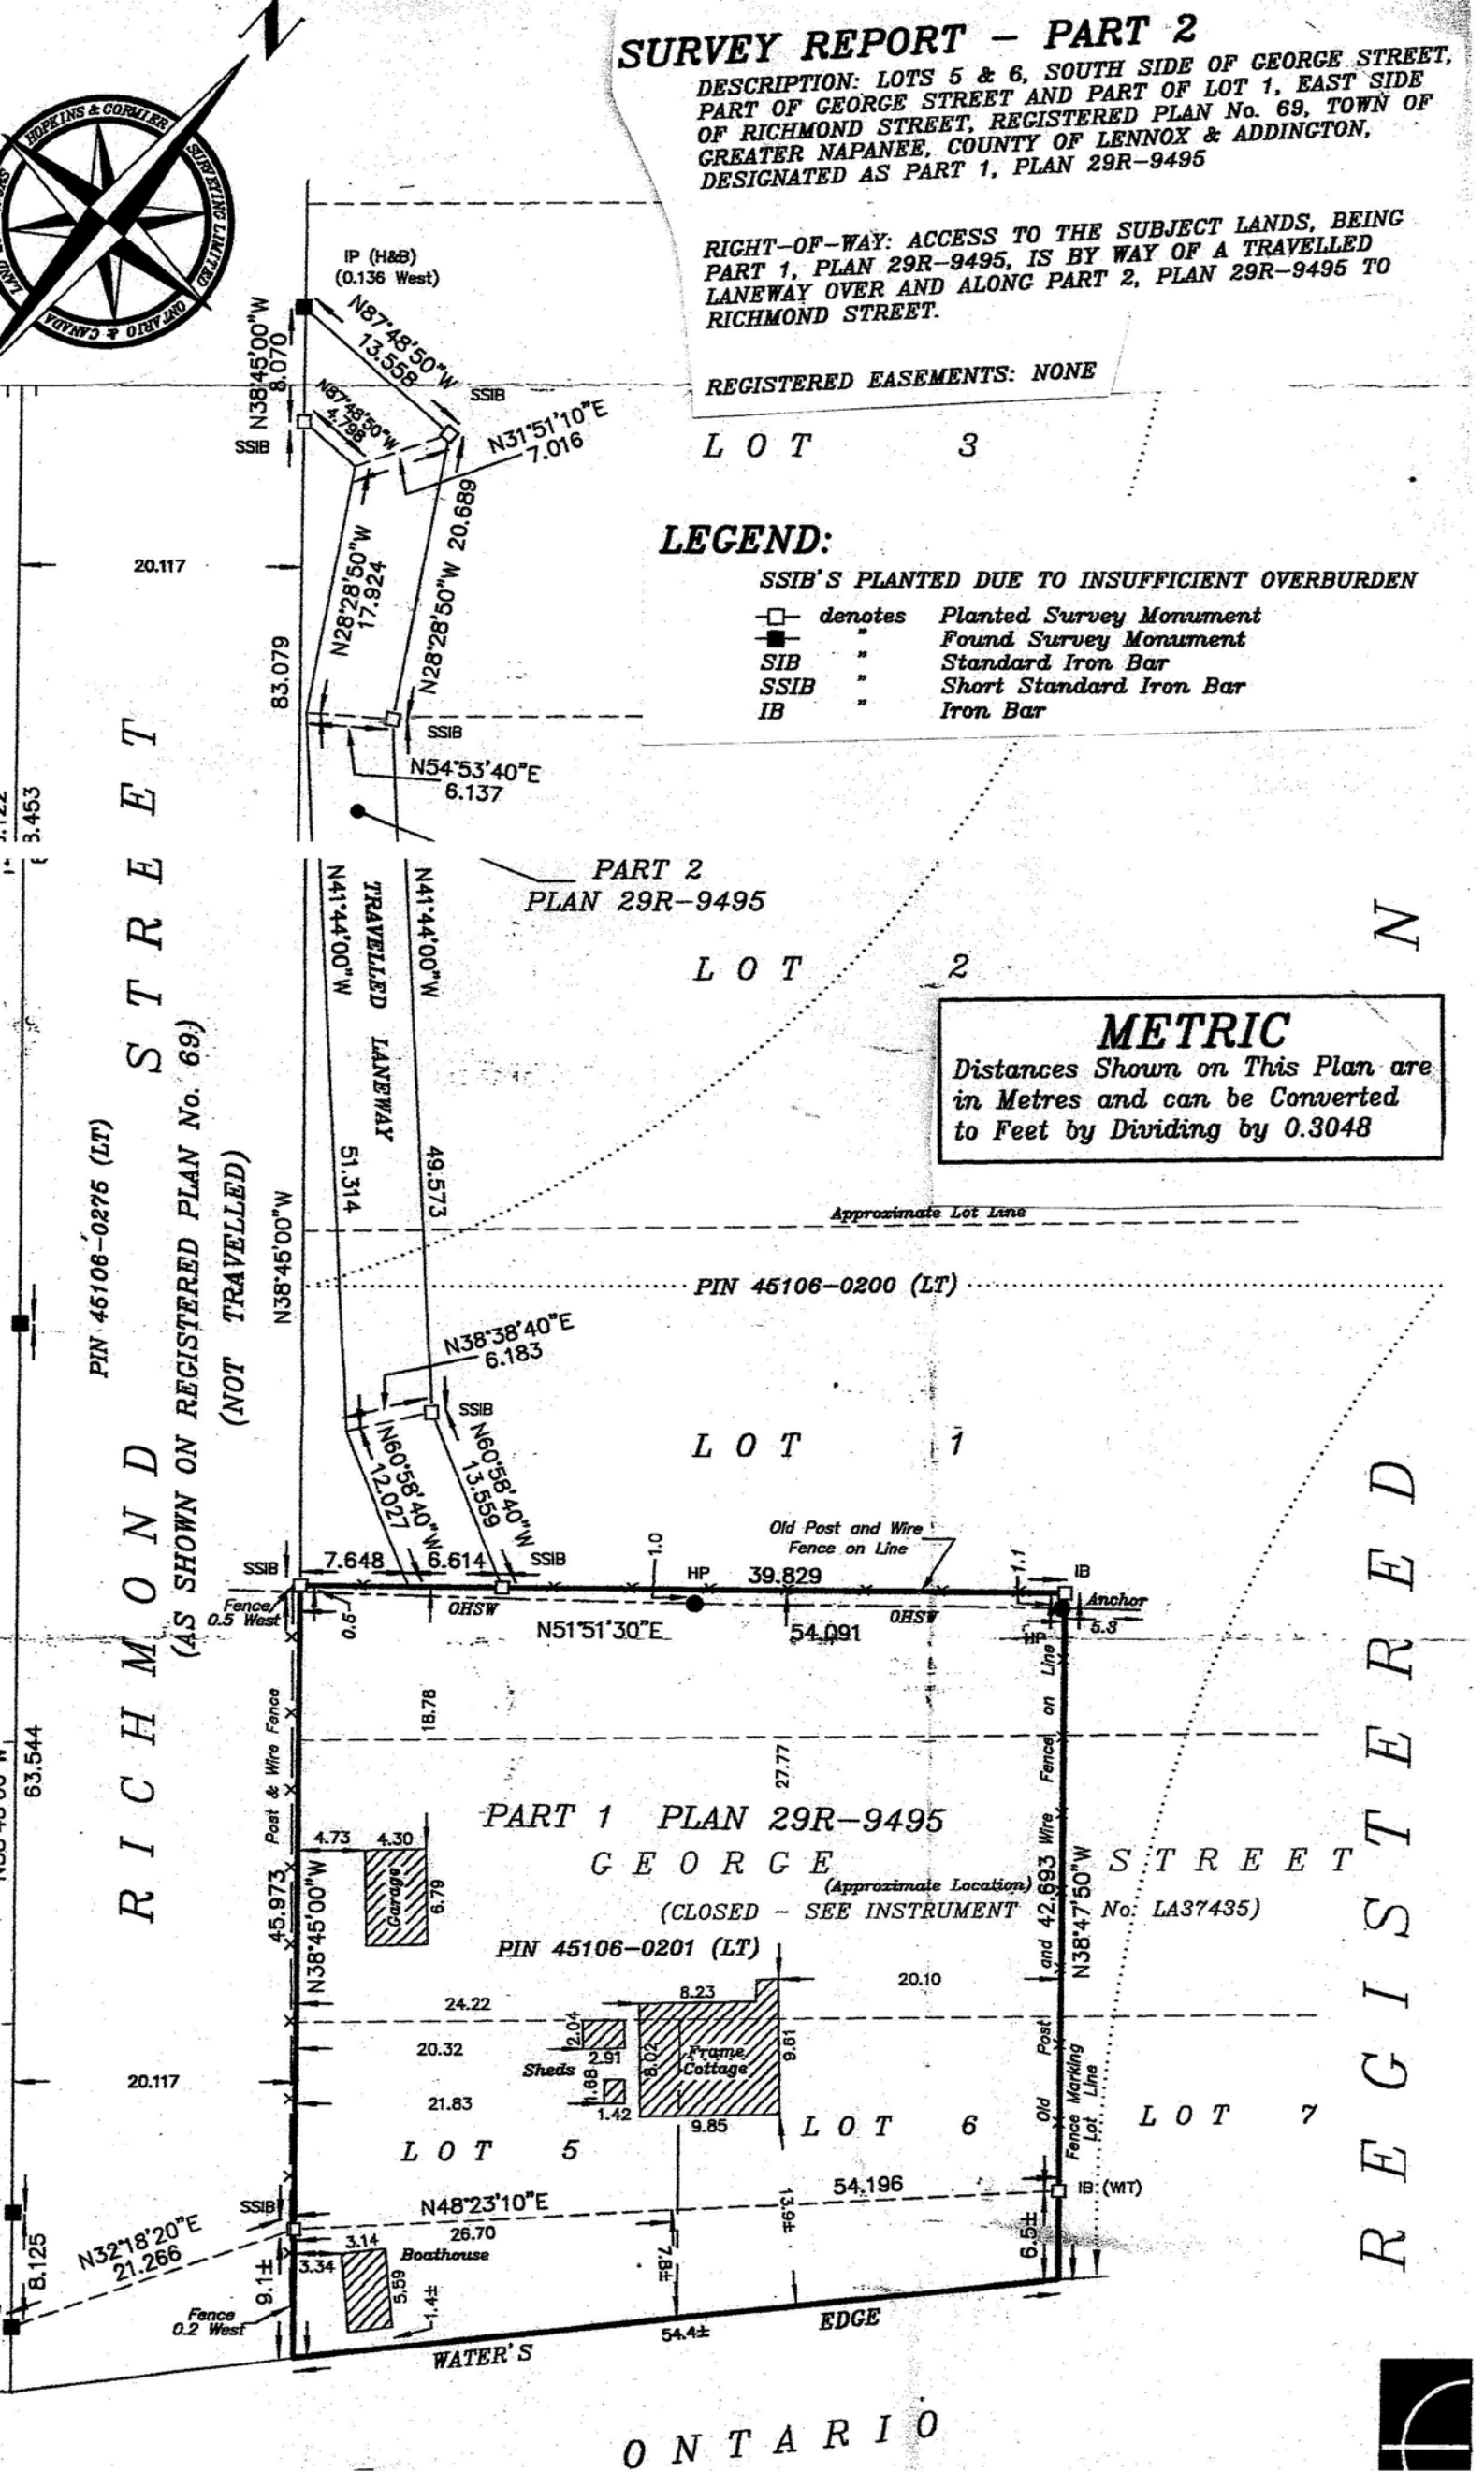 N
HOPKINS & CORMIER
SURVEYING LIMITED
ONTARIO & CANADA
LAND
SURVEY REPORT - PART 2
DESCRIPTION: LOTS 5 & 6, SOUTH SIDE OF GEORGE STREET,
PART OF GEORGE STREET AND PART OF LOT 1, EAST SIDE
OF RICHMOND STREET, REGISTERED PLAN No. 69, TOWN OF
GREATER NAPANEE, COUNTY OF LENNOX & ADDINGTON,
DESIGNATED AS PART 1, PLAN 29R-9495
RIGHT-OF-WAY: ACCESS TO THE SUBJECT LANDS, BEING
PART 1, PLAN 29R-9495, IS BY WAY OF A TRAVELLED
LANEWAY OVER AND ALONG PART 2, PLAN 29R-9495 TO
RICHMOND STREET.
REGISTERED EASEMENTS: NONE
IP (H&B)
(0.136 West)
N38°45'00"W
8.070
N87°48'50"W
13.558
N87°48'50"W
4.798
SSIB
SSIB
N31°51'10"E
7.016
LOT 3
LEGEND:
SSIB'S PLANTED DUE TO INSUFFICIENT OVERBURDEN
denotes Planted Survey Monument
" Found Survey Monument
SIB " Standard Iron Bar
SSIB " Short Standard Iron Bar
IB " Iron Bar
20.117
83.079
N28°28'50"W
17.924
N28°28'50"W 20.689
SSIB
N54°53'40"E
6.137
3.453
PART 2
PLAN 29R-9495
N41°44'00"W
51.314
TRAVELLED LANEWAY
N41°44'00"W
49.573
LOT 2
METRIC
Distances Shown on This Plan are
in Metres and can be Converted
to Feet by Dividing by 0.3048
RICHMOND STREET
(AS SHOWN ON REGISTERED PLAN No. 69)
(NOT TRAVELLED)
PIN 45106-0275 (LT)
N38°45'00"W
Approximate Lot Line
PIN 45106-0200 (LT)
N38°38'40"E
6.183
SSIB
N60°58'40"W
12.027
N60°58'40"W
13.559
LOT 1
REGISTERED
N
Old Post and Wire
Fence on Line
SSIB
7.648
6.614
SSIB
1.0
HP
39.829
1.1
IB
Anchor
5.3
HP
Fence
0.5 West
0.5
OHSW
N51°51'30"E
54.091
OHSW
18.78
27.77
63.544
Post & Wire Fence
45.973
N38°45'00"W
PART 1 PLAN 29R-9495
GEORGE STREET
(Approximate Location)
(CLOSED - SEE INSTRUMENT No: LA37435)
PIN 45106-0201 (LT)
Old Post and Wire Fence on Line
42.693
N38°47'50"W
4.73
4.30
Garage
6.79
24.22
8.23
20.10
20.32
2.04
2.91
Sheds
1.68
1.42
21.83
8.02
Frame
Cottage
9.61
9.85
Fence Marking
Lot Line
LOT 5
LOT 6
LOT 7
20.117
SSIB
N48°23'10"E
54.196
IB (WIT)
26.70
13.9±
7.8±
6.5±
N32°18'20"E
21.266
8.125
9.1±
3.34
3.14
Boathouse
5.59
1.4±
Fence
0.2 West
WATER'S EDGE
54.4±
ONTARIO